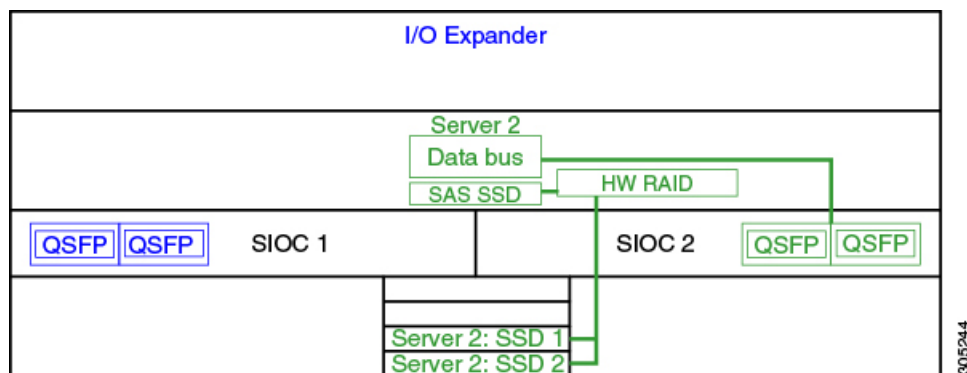 I/O Expander
Server 2
Data bus
HW RAID
SAS SSD
QSFP QSFP SIOC 1 SIOC 2 QSFP QSFP
Server 2: SSD 1
Server 2: SSD 2
305244